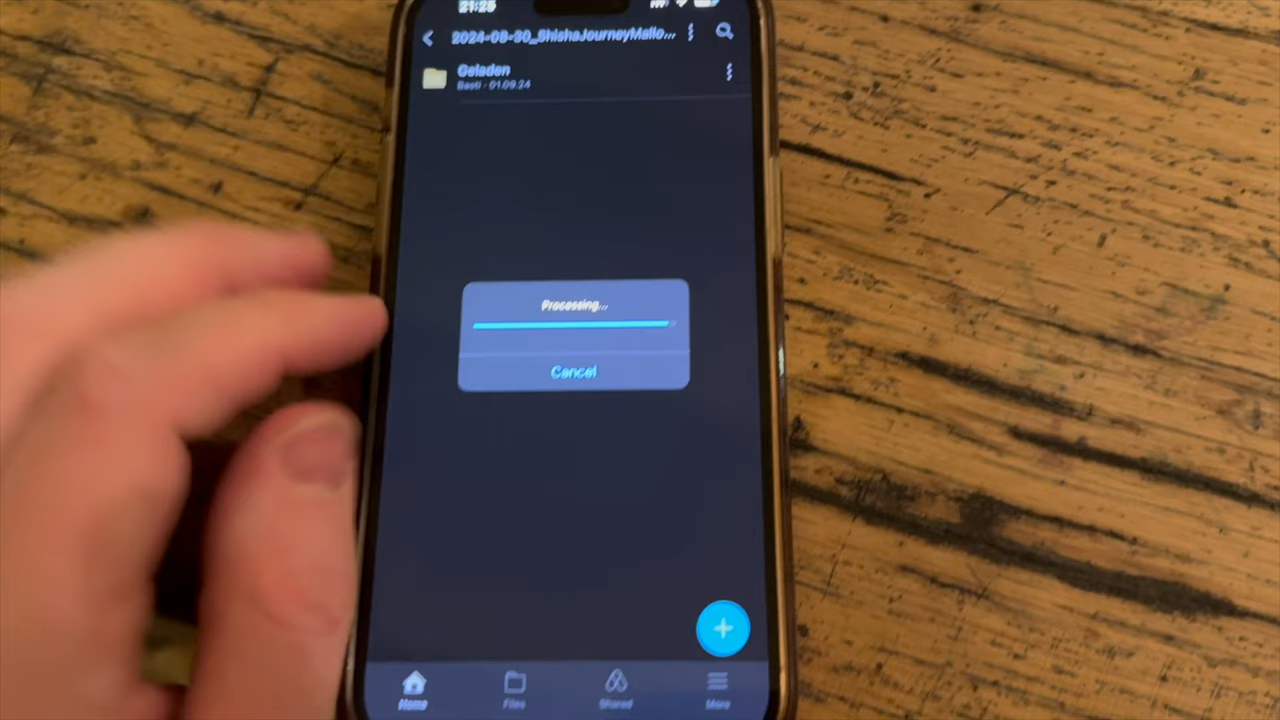 21:25
2024-08-30_ShishaJourneyMallo...
Geladen
Basti - 01.09.24
Processing...
Cancel
Home
Files
Shared
More